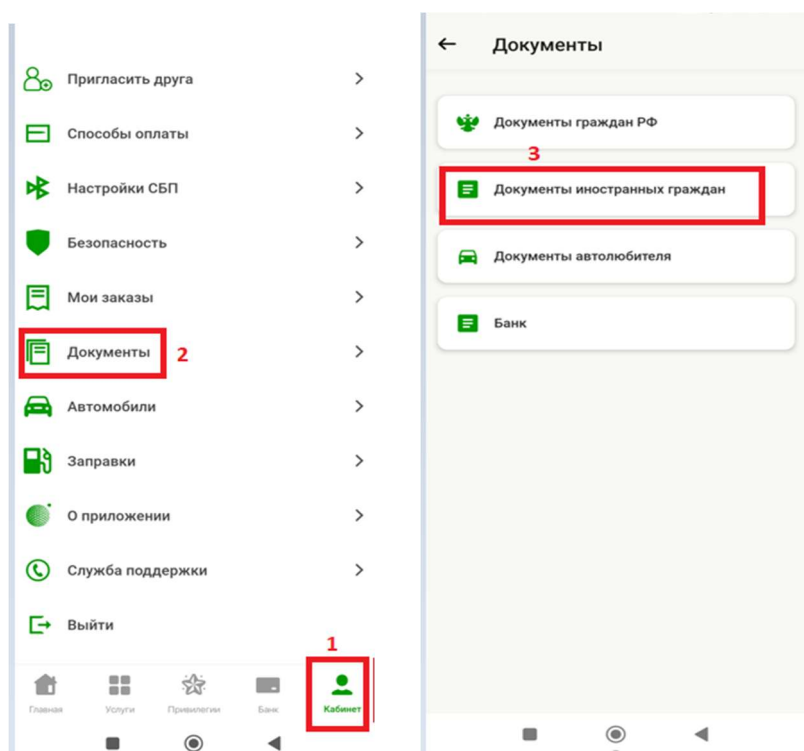 Пригласить друга
Способы оплаты
Настройки СБП
Безопасность
Мои заказы
Документы 2
Автомобили
Заправки
О приложении
Служба поддержки
Выйти
1
Главная Услуги Привилегии Банк Кабинет
Документы
Документы граждан РФ
3
Документы иностранных граждан
Документы автолюбителя
Банк